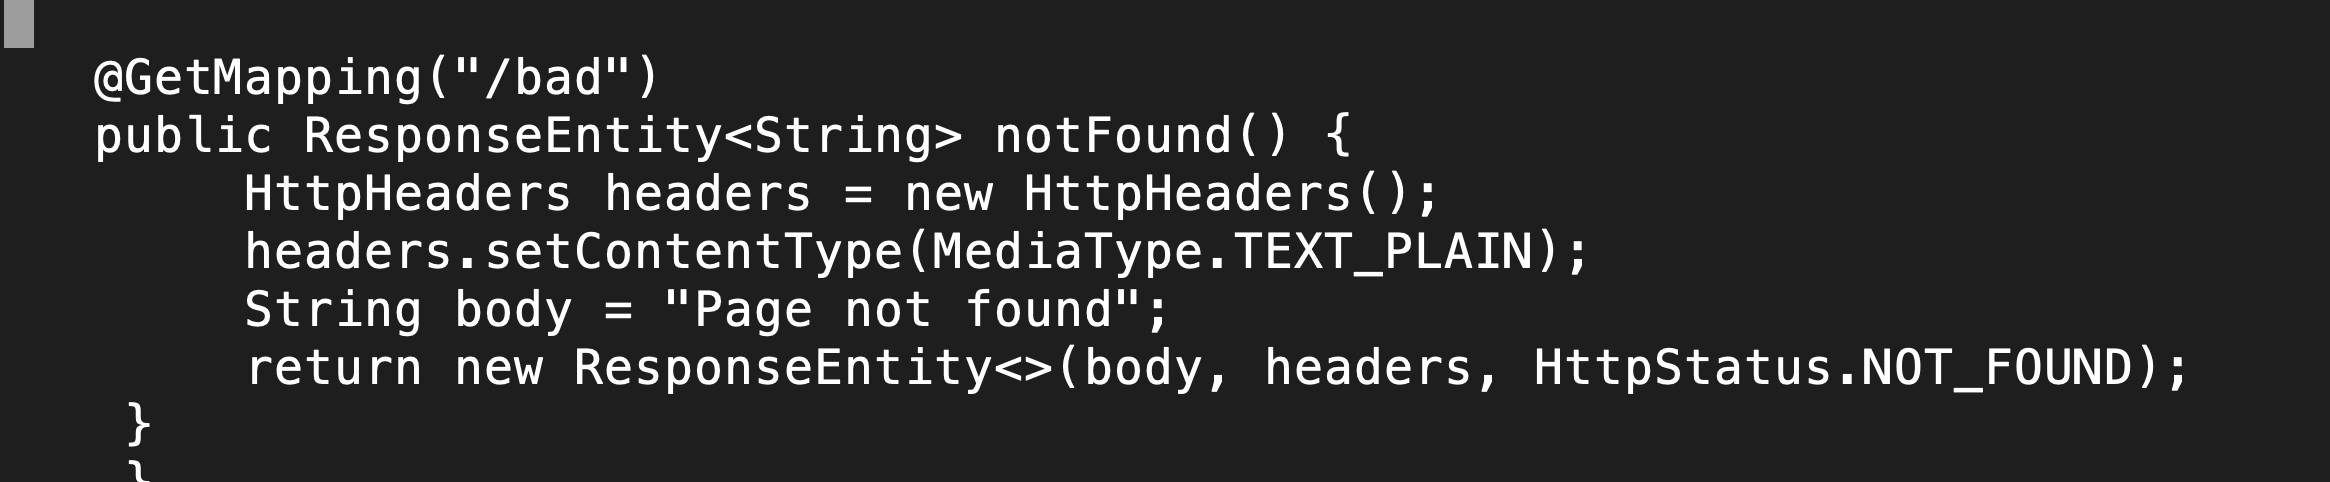 @GetMapping("/bad")
public ResponseEntity<String> notFound() {
HttpHeaders headers = new HttpHeaders();
headers.setContentType(MediaType.TEXT_PLAIN);
String body = "Page not found";
return new ResponseEntity<>(body, headers, HttpStatus.NOT_FOUND);
}
}